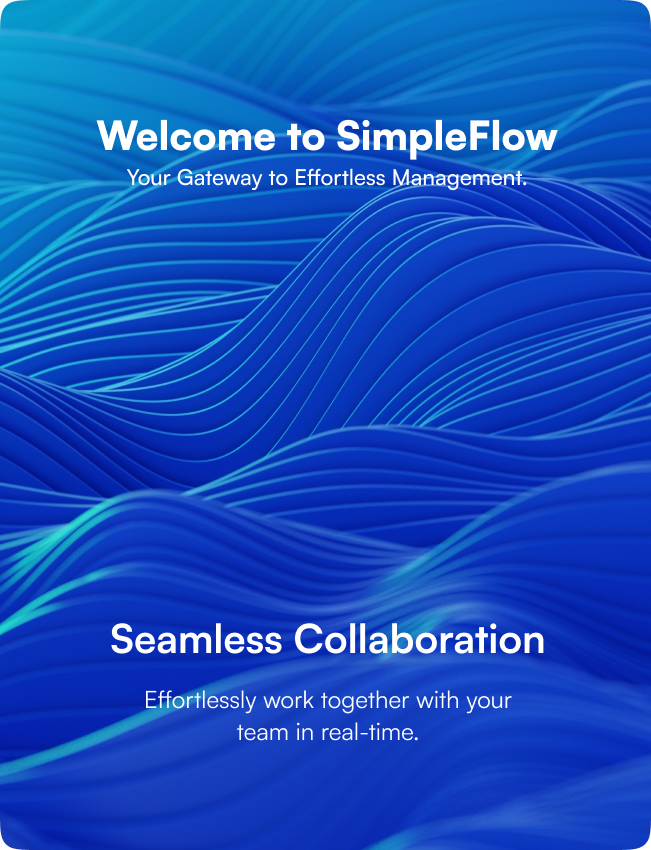 Welcome to SimpleFlow
Your Gateway to Effortless Management.
Seamless Collaboration
Effortlessly work together with your
team in real-time.